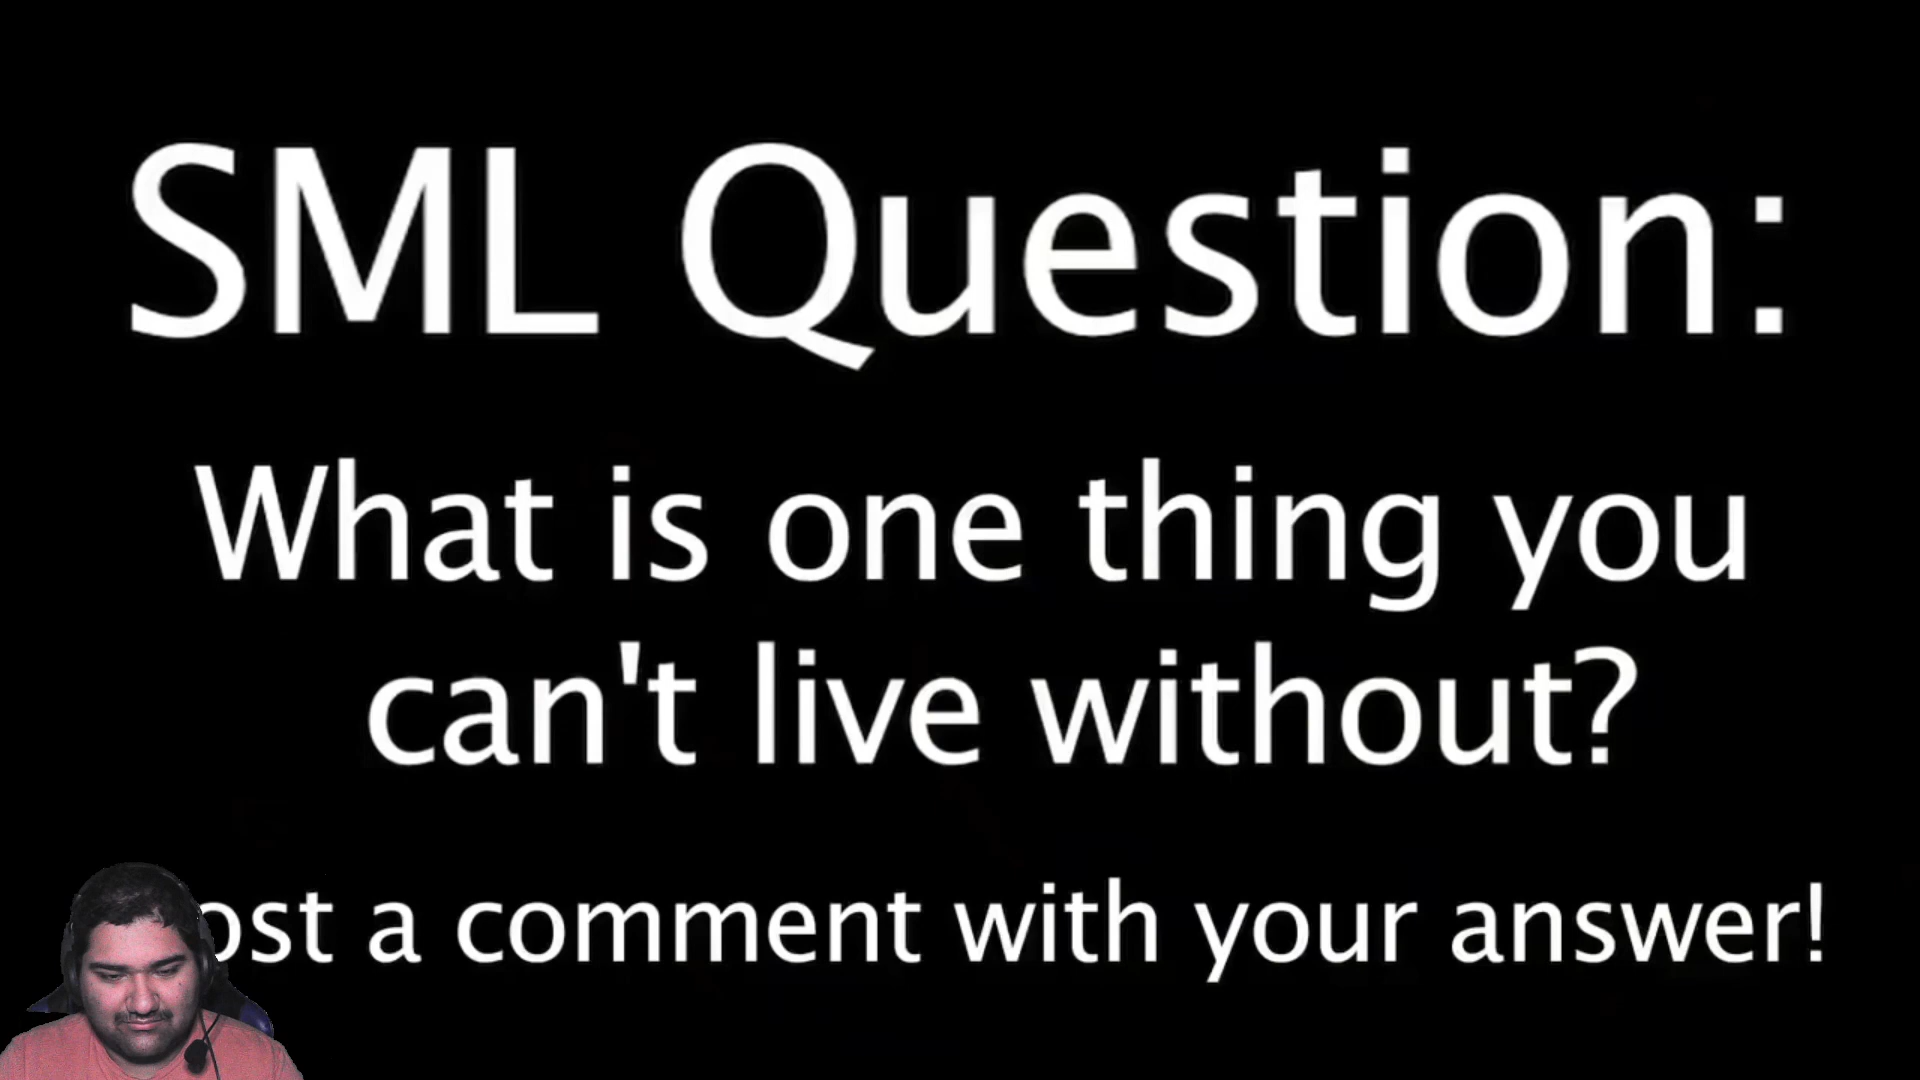 SML Question:
What is one thing you
can't live without?
ost a comment with your answer!